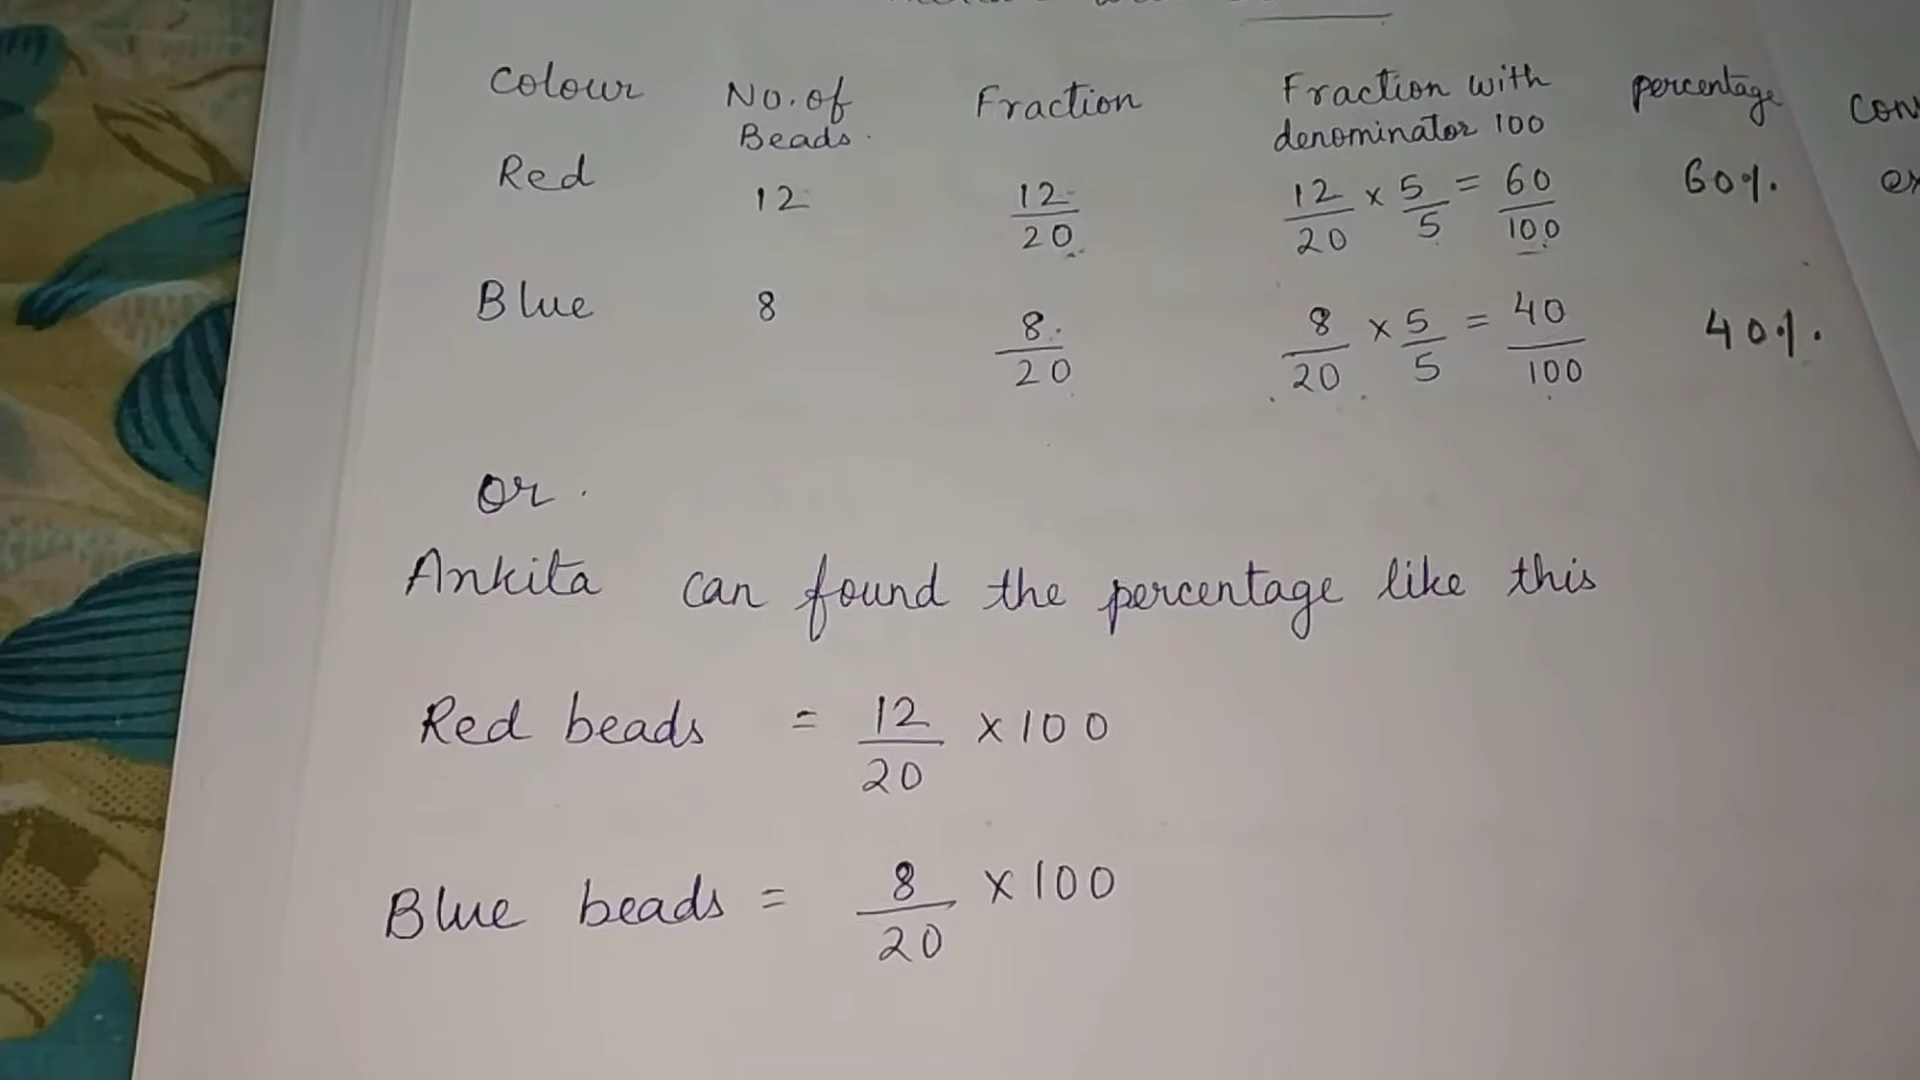 Colour No. of Beads. Fraction Fraction with denominator 100 percentage
Red 12 12/20 12/20 × 5/5 = 60/100 60%.
Blue 8 8/20 8/20 × 5/5 = 40/100 40%.
or.
Ankita can found the percentage like this
Red beads = 12/20 × 100
Blue beads = 8/20 × 100